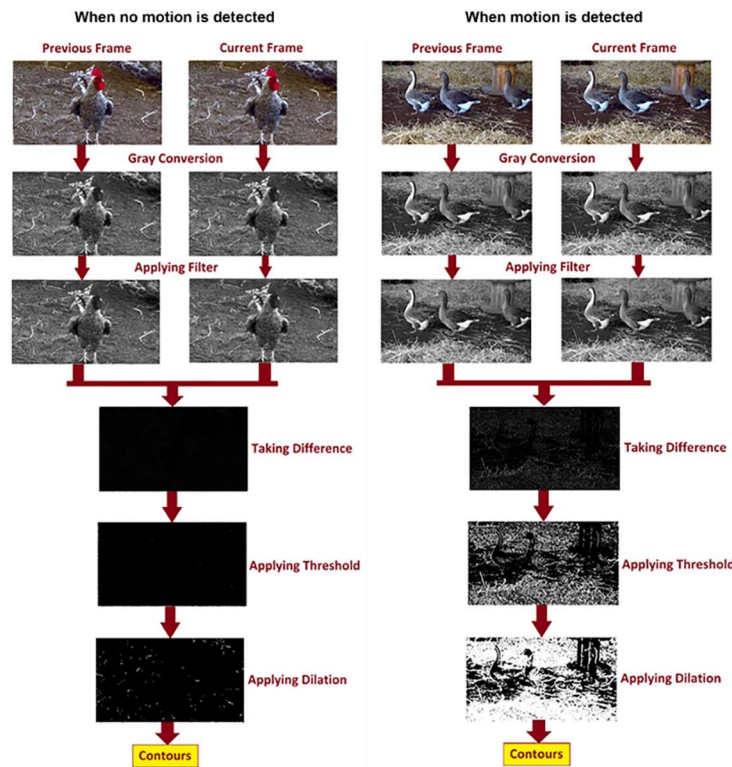 When no motion is detected
When motion is detected
Previous Frame
Current Frame
Gray Conversion
Applying Filter
Taking Difference
Applying Threshold
Applying Dilation
Contours
Previous Frame
Current Frame
Gray Conversion
Applying Filter
Taking Difference
Applying Threshold
Applying Dilation
Contours